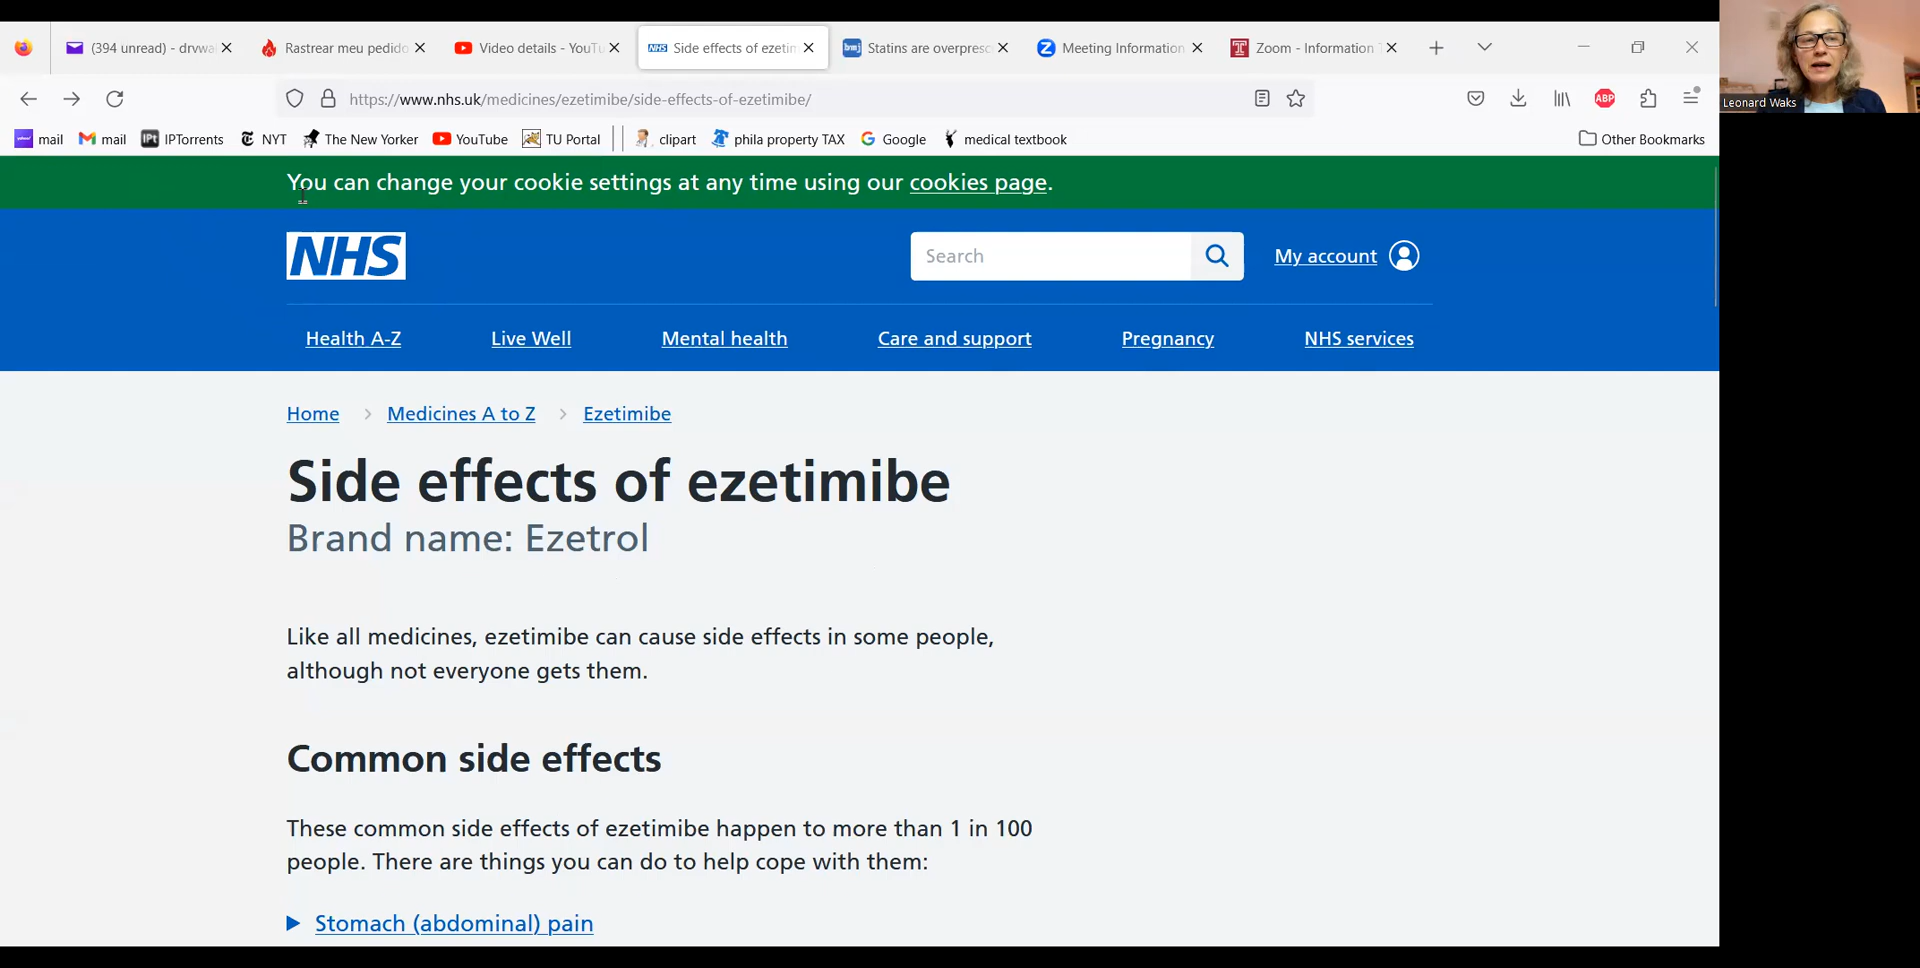 (394 unread) - drvwa
Rastrear meu pedido
Video details - YouTu
NHS
Side effects of ezetim
bmj
Statins are overpresc
Meeting Information
Zoom - Information
https://www.nhs.uk/medicines/ezetimibe/side-effects-of-ezetimibe/
ABP
Leonard Waks
mail
mail
IPT
IPTorrents
NYT
The New Yorker
YouTube
TU Portal
clipart
phila property TAX
Google
medical textbook
Other Bookmarks
You can change your cookie settings at any time using our cookies page.
NHS
Search
My account
Health A-Z
Live Well
Mental health
Care and support
Pregnancy
NHS services
Home
Medicines A to Z
Ezetimibe
Side effects of ezetimibe
Brand name: Ezetrol
Like all medicines, ezetimibe can cause side effects in some people,
although not everyone gets them.
Common side effects
These common side effects of ezetimibe happen to more than 1 in 100
people. There are things you can do to help cope with them:
Stomach (abdominal) pain